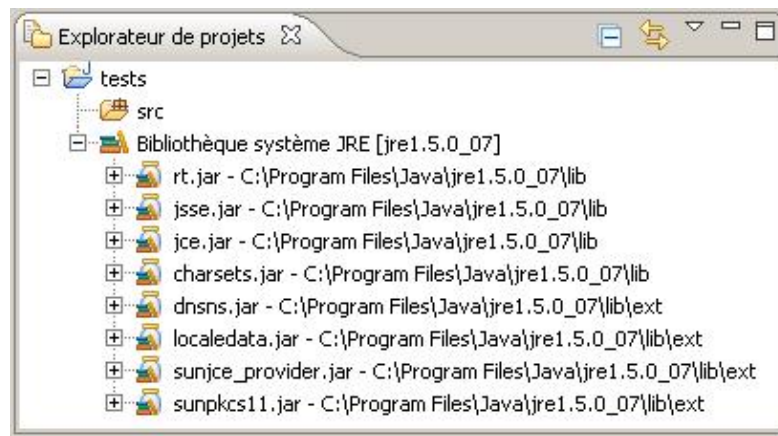 Explorateur de projets
tests
src
Bibliothèque système JRE [jre1.5.0_07]
rt.jar - C:\Program Files\Java\jre1.5.0_07\lib
jsse.jar - C:\Program Files\Java\jre1.5.0_07\lib
jce.jar - C:\Program Files\Java\jre1.5.0_07\lib
charsets.jar - C:\Program Files\Java\jre1.5.0_07\lib
dnsns.jar - C:\Program Files\Java\jre1.5.0_07\lib\ext
localedata.jar - C:\Program Files\Java\jre1.5.0_07\lib\ext
sunjce_provider.jar - C:\Program Files\Java\jre1.5.0_07\lib\ext
sunpkcs11.jar - C:\Program Files\Java\jre1.5.0_07\lib\ext